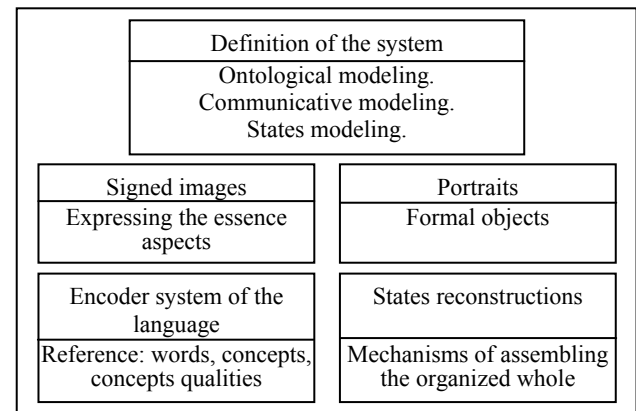 Definition of the system
Ontological modeling.
Communicative modeling.
States modeling.
Signed images
Expressing the essence
aspects
Portraits
Formal objects
Encoder system of the
language
Reference: words, concepts,
concepts qualities
States reconstructions
Mechanisms of assembling
the organized whole